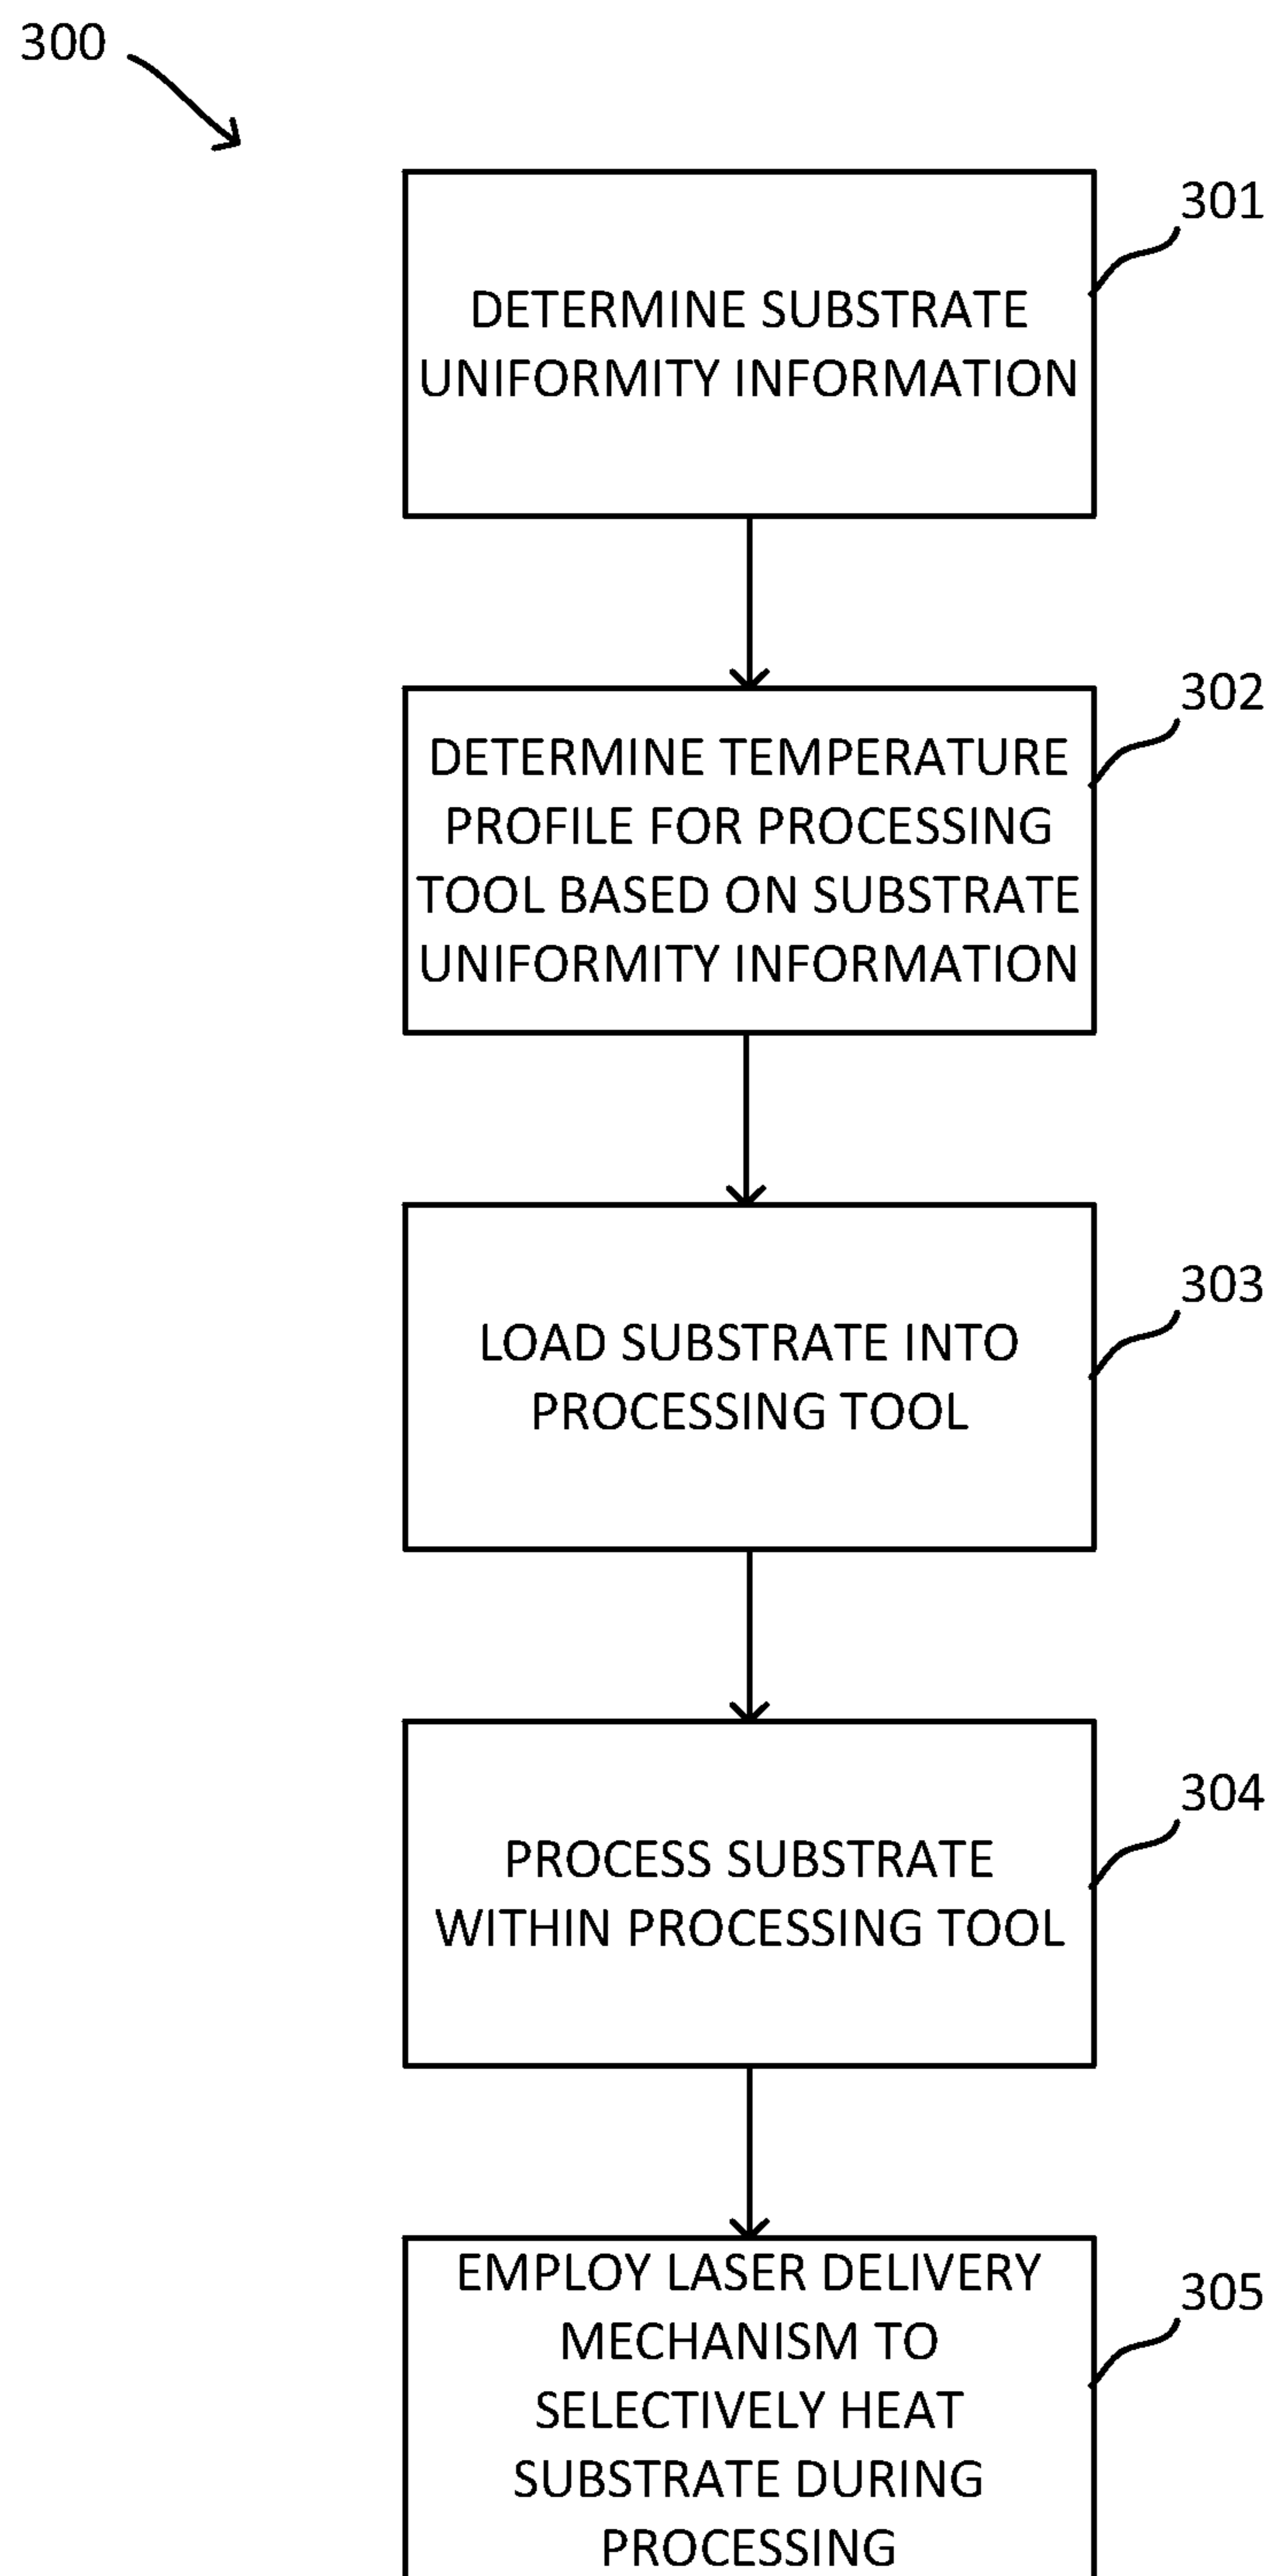 300
301
DETERMINE SUBSTRATE
UNIFORMITY INFORMATION
302
DETERMINE TEMPERATURE
PROFILE FOR PROCESSING
TOOL BASED ON SUBSTRATE
UNIFORMITY INFORMATION
303
LOAD SUBSTRATE INTO
PROCESSING TOOL
304
PROCESS SUBSTRATE
WITHIN PROCESSING TOOL
305
EMPLOY LASER DELIVERY
MECHANISM TO
SELECTIVELY HEAT
SUBSTRATE DURING
PROCESSING